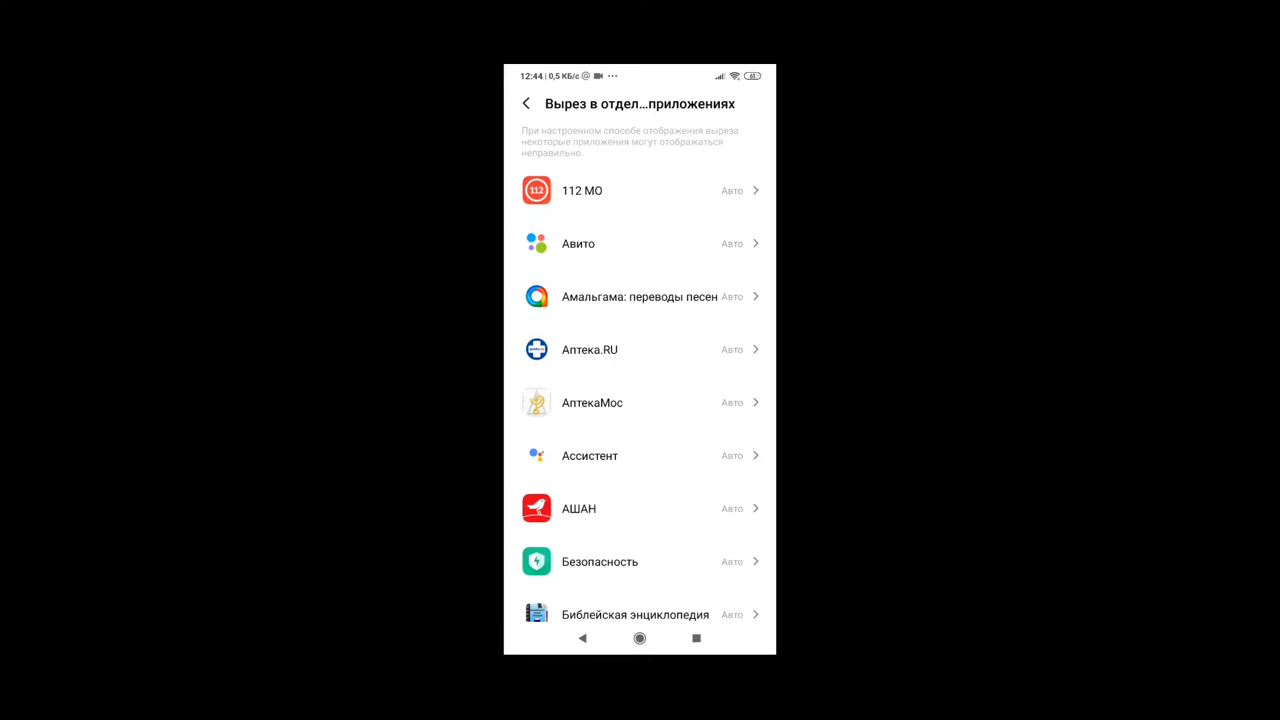 12:44 | 0,5 КБ/с ... 61
Вырез в отдел...приложениях
При настроенном способе отображения выреза
некоторые приложения могут отображаться
неправильно.
112 112 МО Авто
Авито Авто
Амальгама: переводы песен Авто
Аптека.RU Авто
АптекаМос Авто
Ассистент Авто
АШАН Авто
Безопасность Авто
Библейская энциклопедия Авто